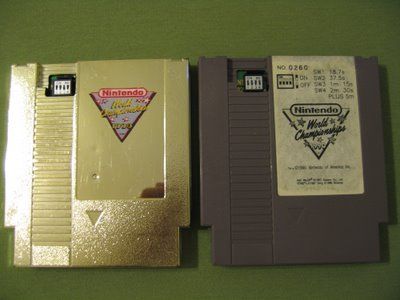 Nintendo
World
Championships
1990
NO. 0260
SW1 18.7s
ON SW2 37.5s
OFF SW3 1m. 15s
SW4 2m. 30s
PLUS 5m
Nintendo
World
Championships
1990